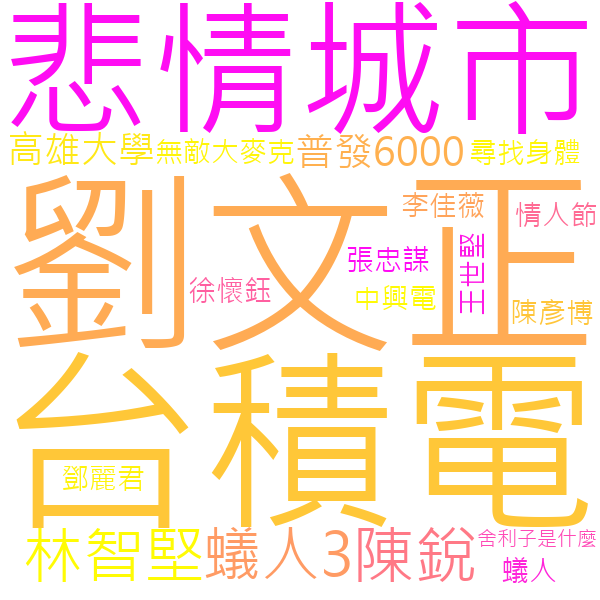 悲情城市
高雄大學
無敵大麥克
普發6000
尋找身體
劉文正
李佳薇
情人節
張忠謀
王世堅
徐懷鈺
中興電
陳彥博
台積電
鄧麗君
林智堅
蟻人3
陳銳
舍利子是什麼
蟻人